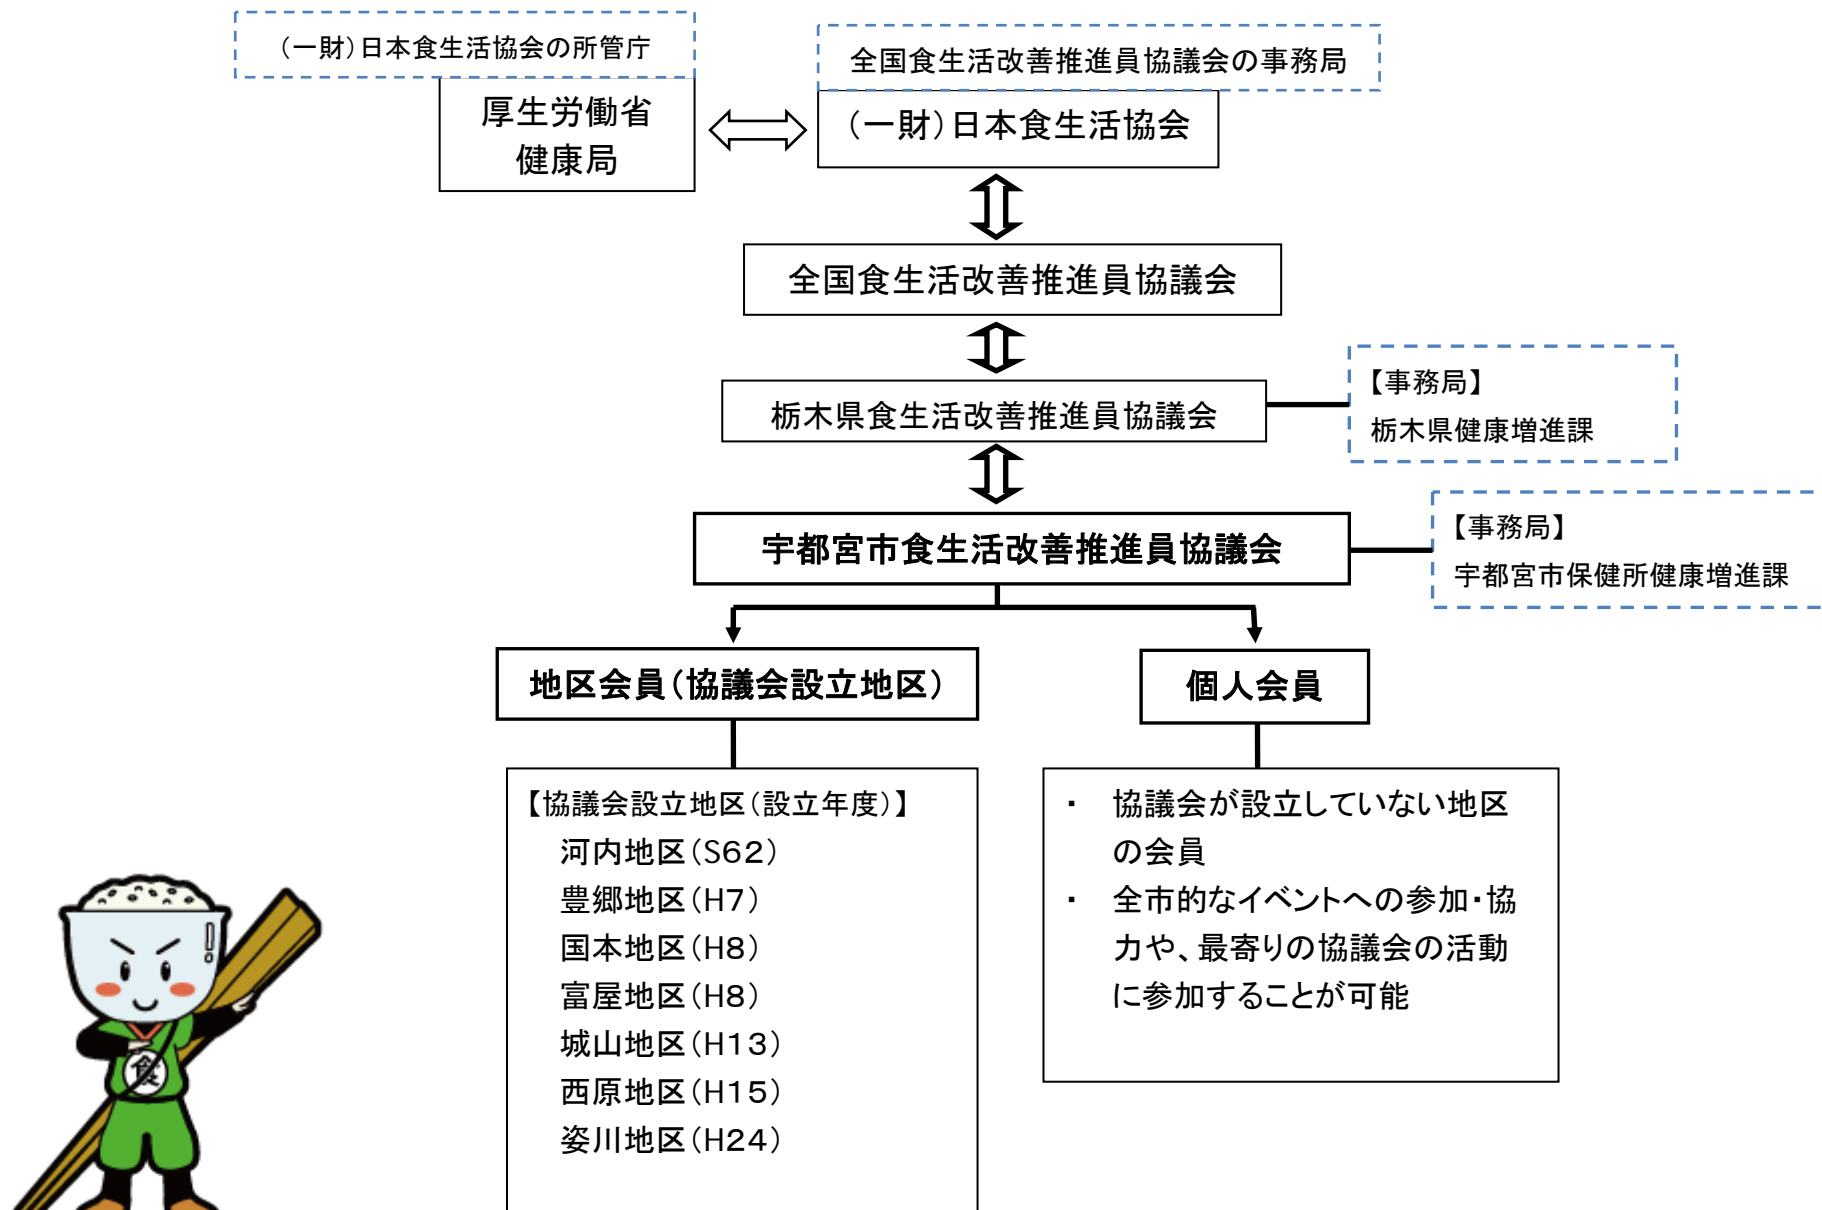 （一財）日本食生活協会の所管庁
全国食生活改善推進員協議会の事務局
厚生労働省
健康局
（一財）日本食生活協会
全国食生活改善推進員協議会
栃木県食生活改善推進員協議会
【事務局】
栃木県健康増進課
宇都宮市食生活改善推進員協議会
【事務局】
宇都宮市保健所健康増進課
地区会員（協議会設立地区）
個人会員
【協議会設立地区（設立年度）】
河内地区（S62）
豊郷地区（H7）
国本地区（H8）
富屋地区（H8）
城山地区（H13）
西原地区（H15）
姿川地区（H24）
・ 協議会が設立していない地区
の会員
・ 全市的なイベントへの参加・協
力や、最寄りの協議会の活動
に参加することが可能
食